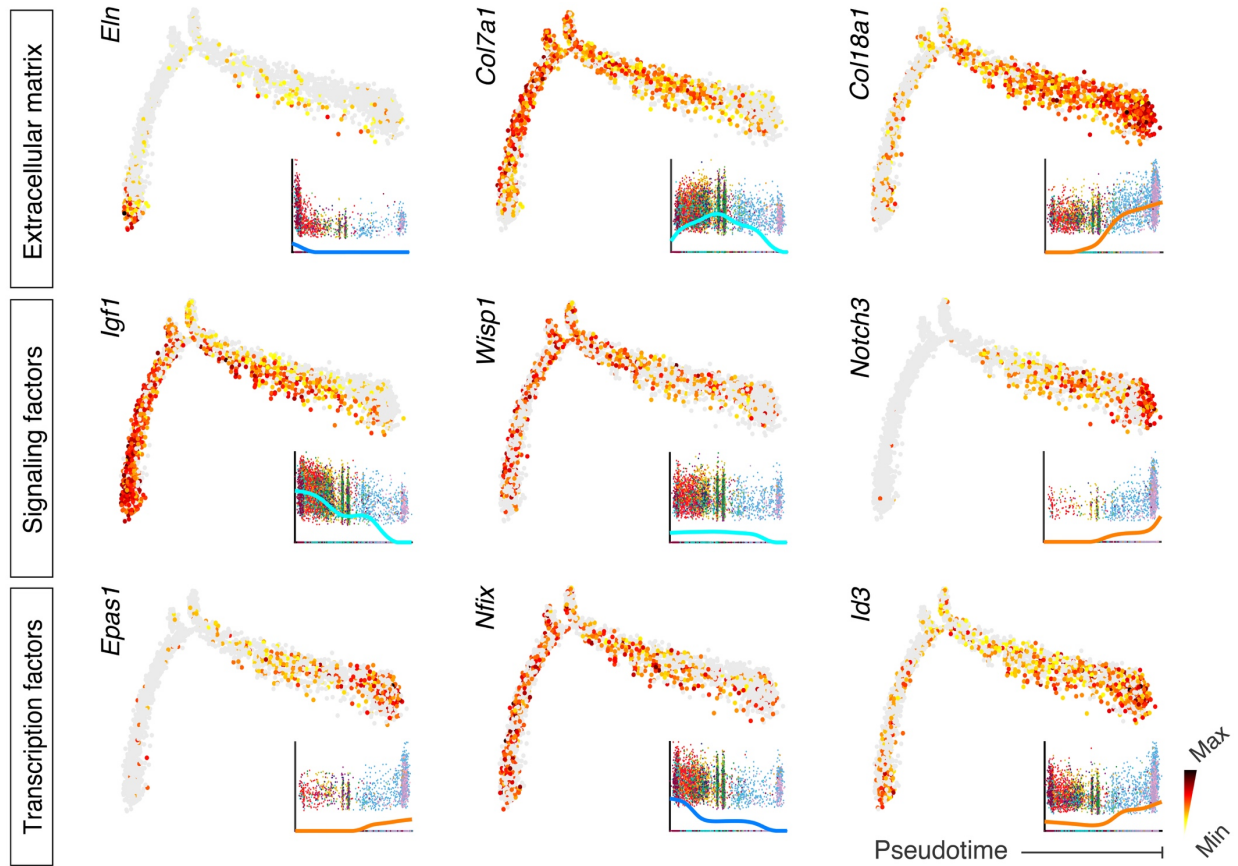 Extracellular matrix
Eln
Col7a1
Col18a1
Signaling factors
Igf1
Wisp1
Notch3
Transcription factors
Epas1
Nfix
Id3
Max
Min
Pseudotime